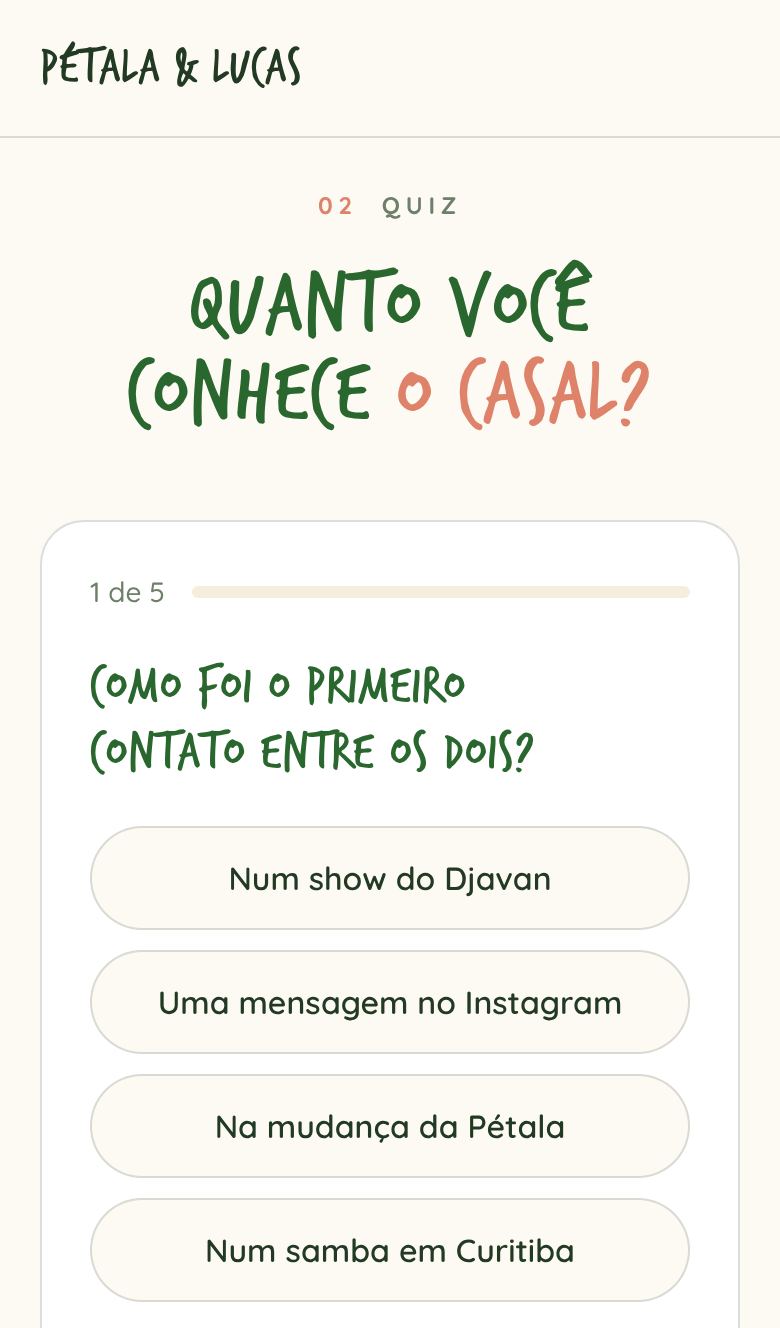 PÉTALA & LUCAS
02 QUIZ
QUANTO VOCÊ
CONHECE O CASAL?
1 de 5
COMO FOI O PRIMEIRO
CONTATO ENTRE OS DOIS?
Num show do Djavan
Uma mensagem no Instagram
Na mudança da Pétala
Num samba em Curitiba